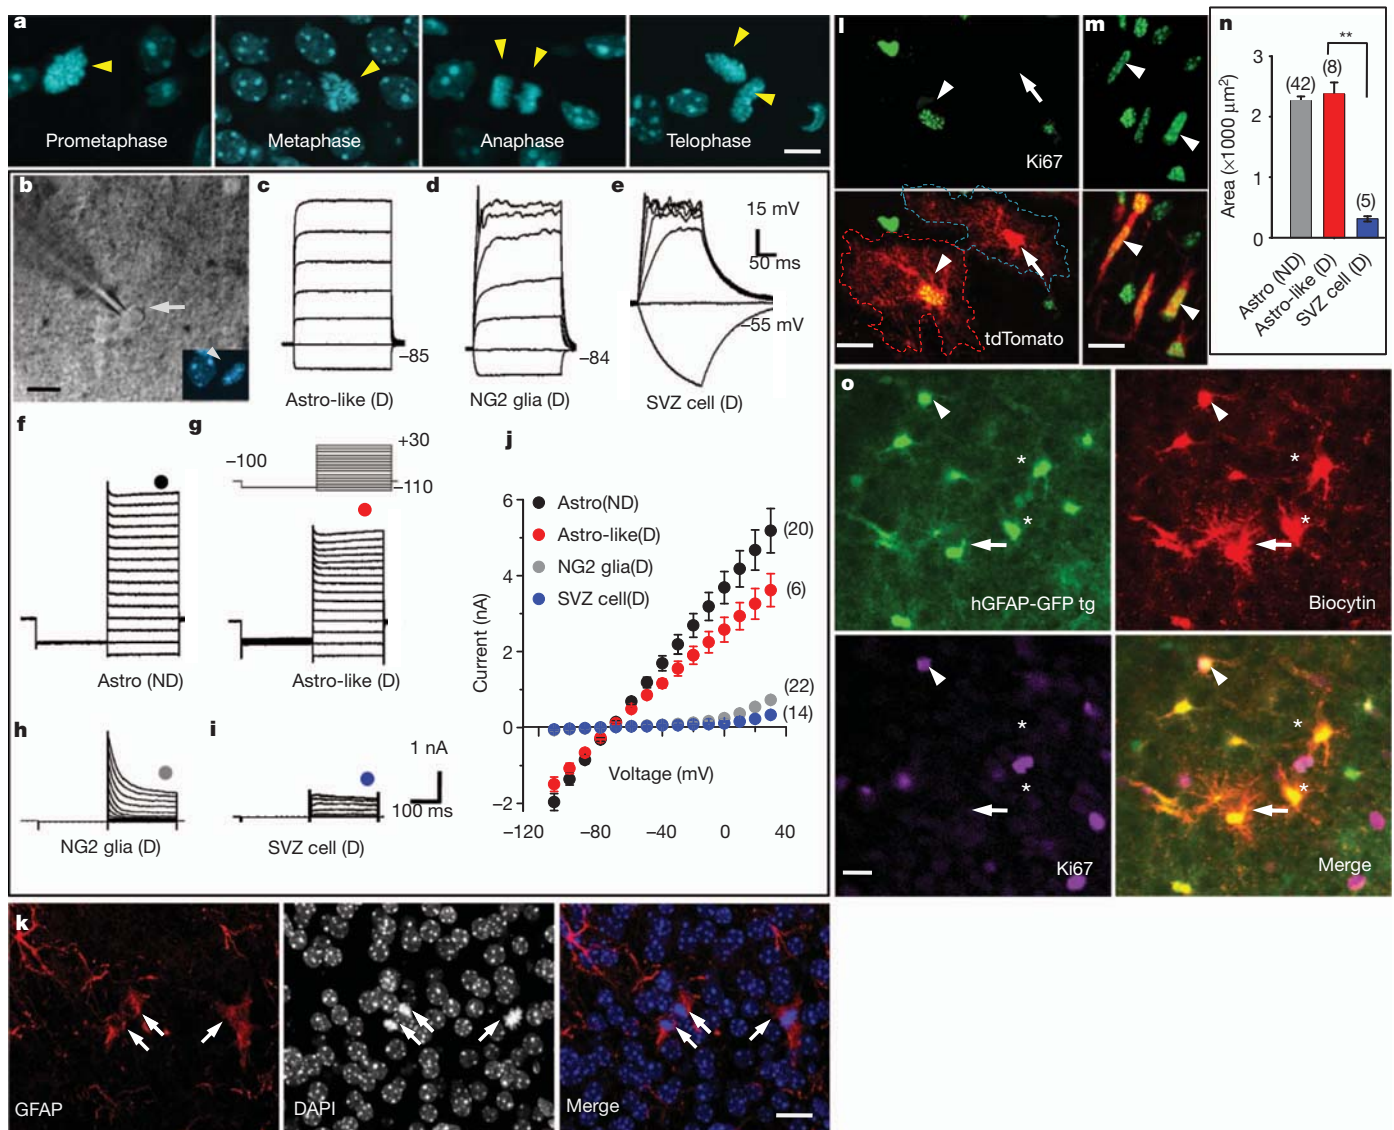 a
Prometaphase
Metaphase
Anaphase
Telophase
b
c
−85
Astro-like (D)
d
−84
NG2 glia (D)
e
15 mV
50 ms
−55 mV
SVZ cell (D)
f
Astro (ND)
g
−100
+30
−110
Astro-like (D)
h
NG2 glia (D)
i
1 nA
100 ms
SVZ cell (D)
j
Current (nA)
6
4
2
0
−2
Astro(ND)
Astro-like(D)
NG2 glia(D)
SVZ cell(D)
(20)
(6)
(22)
(14)
Voltage (mV)
−120
−80
−40
0
40
k
GFAP
DAPI
Merge
l
Ki67
tdTomato
m
n
Area (×1000 μm²)
3
2
1
0
(42)
(8)
**
(5)
Astro (ND)
Astro-like (D)
SVZ cell (D)
o
*
*
hGFAP-GFP tg
*
*
Biocytin
*
*
Ki67
*
*
Merge